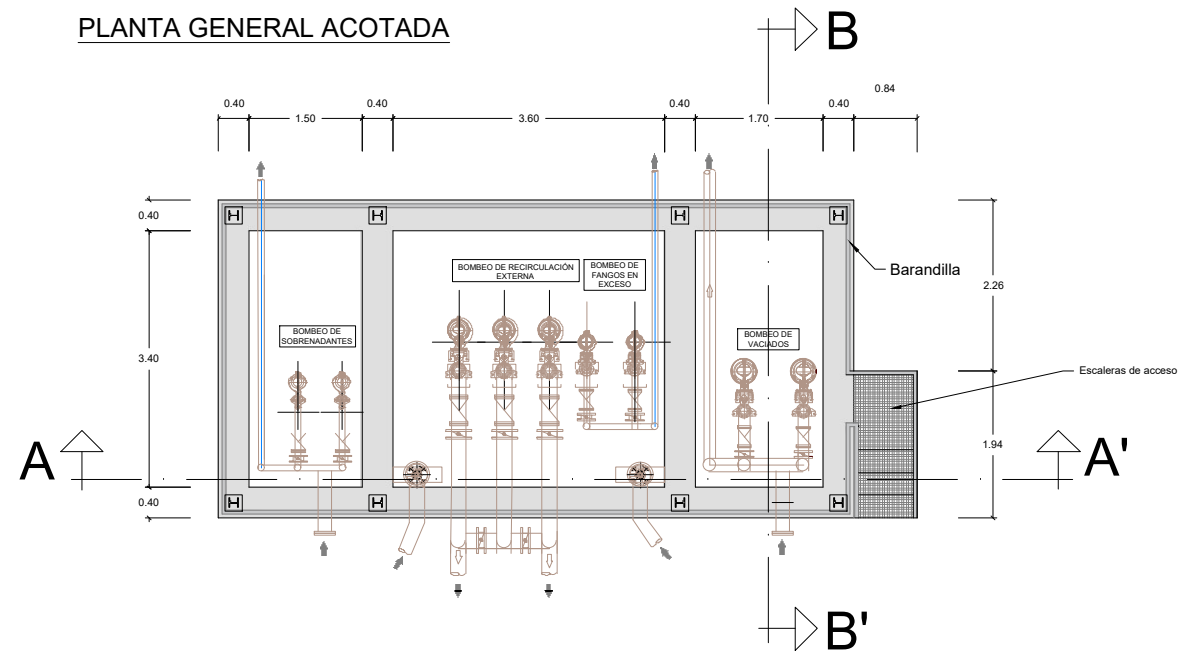 PLANTA GENERAL ACOTADA
B
0.84
0.40
0.40
0.40
0.40
1.50
3.60
1.70
0.40
H
H
H
H
Barandilla
BOMBEO DE RECIRCULACIÓN
EXTERNA
BOMBEO DE
FANGOS EN
EXCESO
2.26
BOMBEO DE
SOBRENADANTES
BOMBEO DE
VACIADOS
3.40
Escaleras de acceso
A
1.94
A'
0.40
H
H
H
H
B'